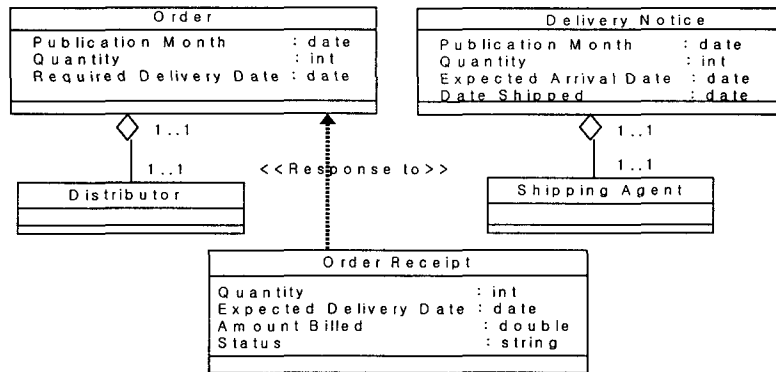 Order
Publication Month : date
Quantity : int
Required Delivery Date : date
Delivery Notice
Publication Month : date
Quantity : int
Expected Arrival Date : date
Date Shipped : date
1..1
1..1
Distributor
<<Response to>>
1..1
1..1
Shipping Agent
Order Receipt
Quantity : int
Expected Delivery Date : date
Amount Billed : double
Status : string